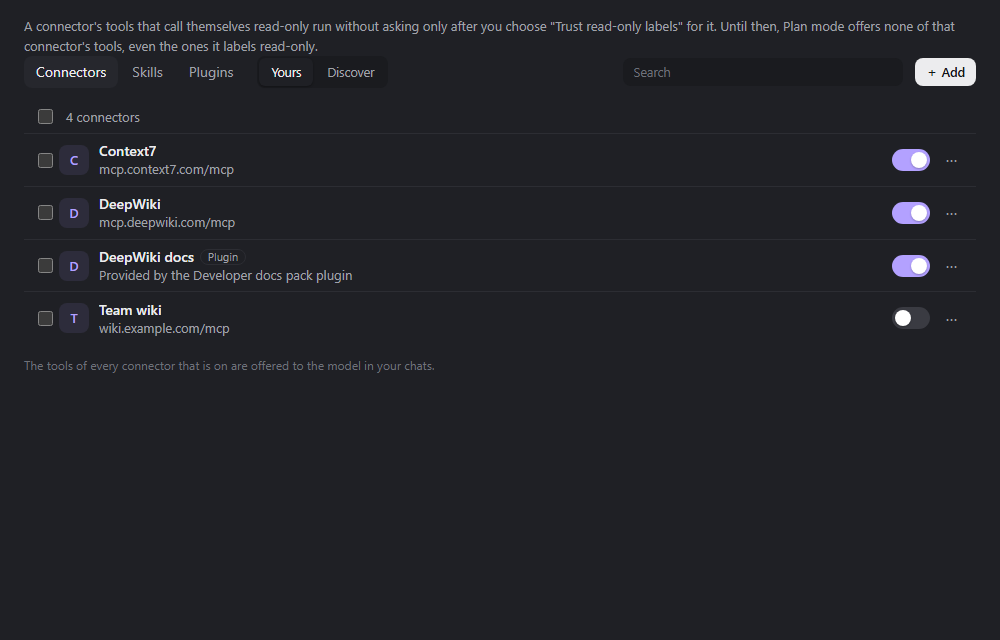 A connector's tools that call themselves read-only run without asking only after you choose "Trust read-only labels" for it. Until then, Plan mode offers none of that
connector's tools, even the ones it labels read-only.
Connectors Skills Plugins Yours Discover Search + Add
4 connectors
C Context7
mcp.context7.com/mcp
D DeepWiki
mcp.deepwiki.com/mcp
D DeepWiki docs Plugin
Provided by the Developer docs pack plugin
T Team wiki
wiki.example.com/mcp
The tools of every connector that is on are offered to the model in your chats.